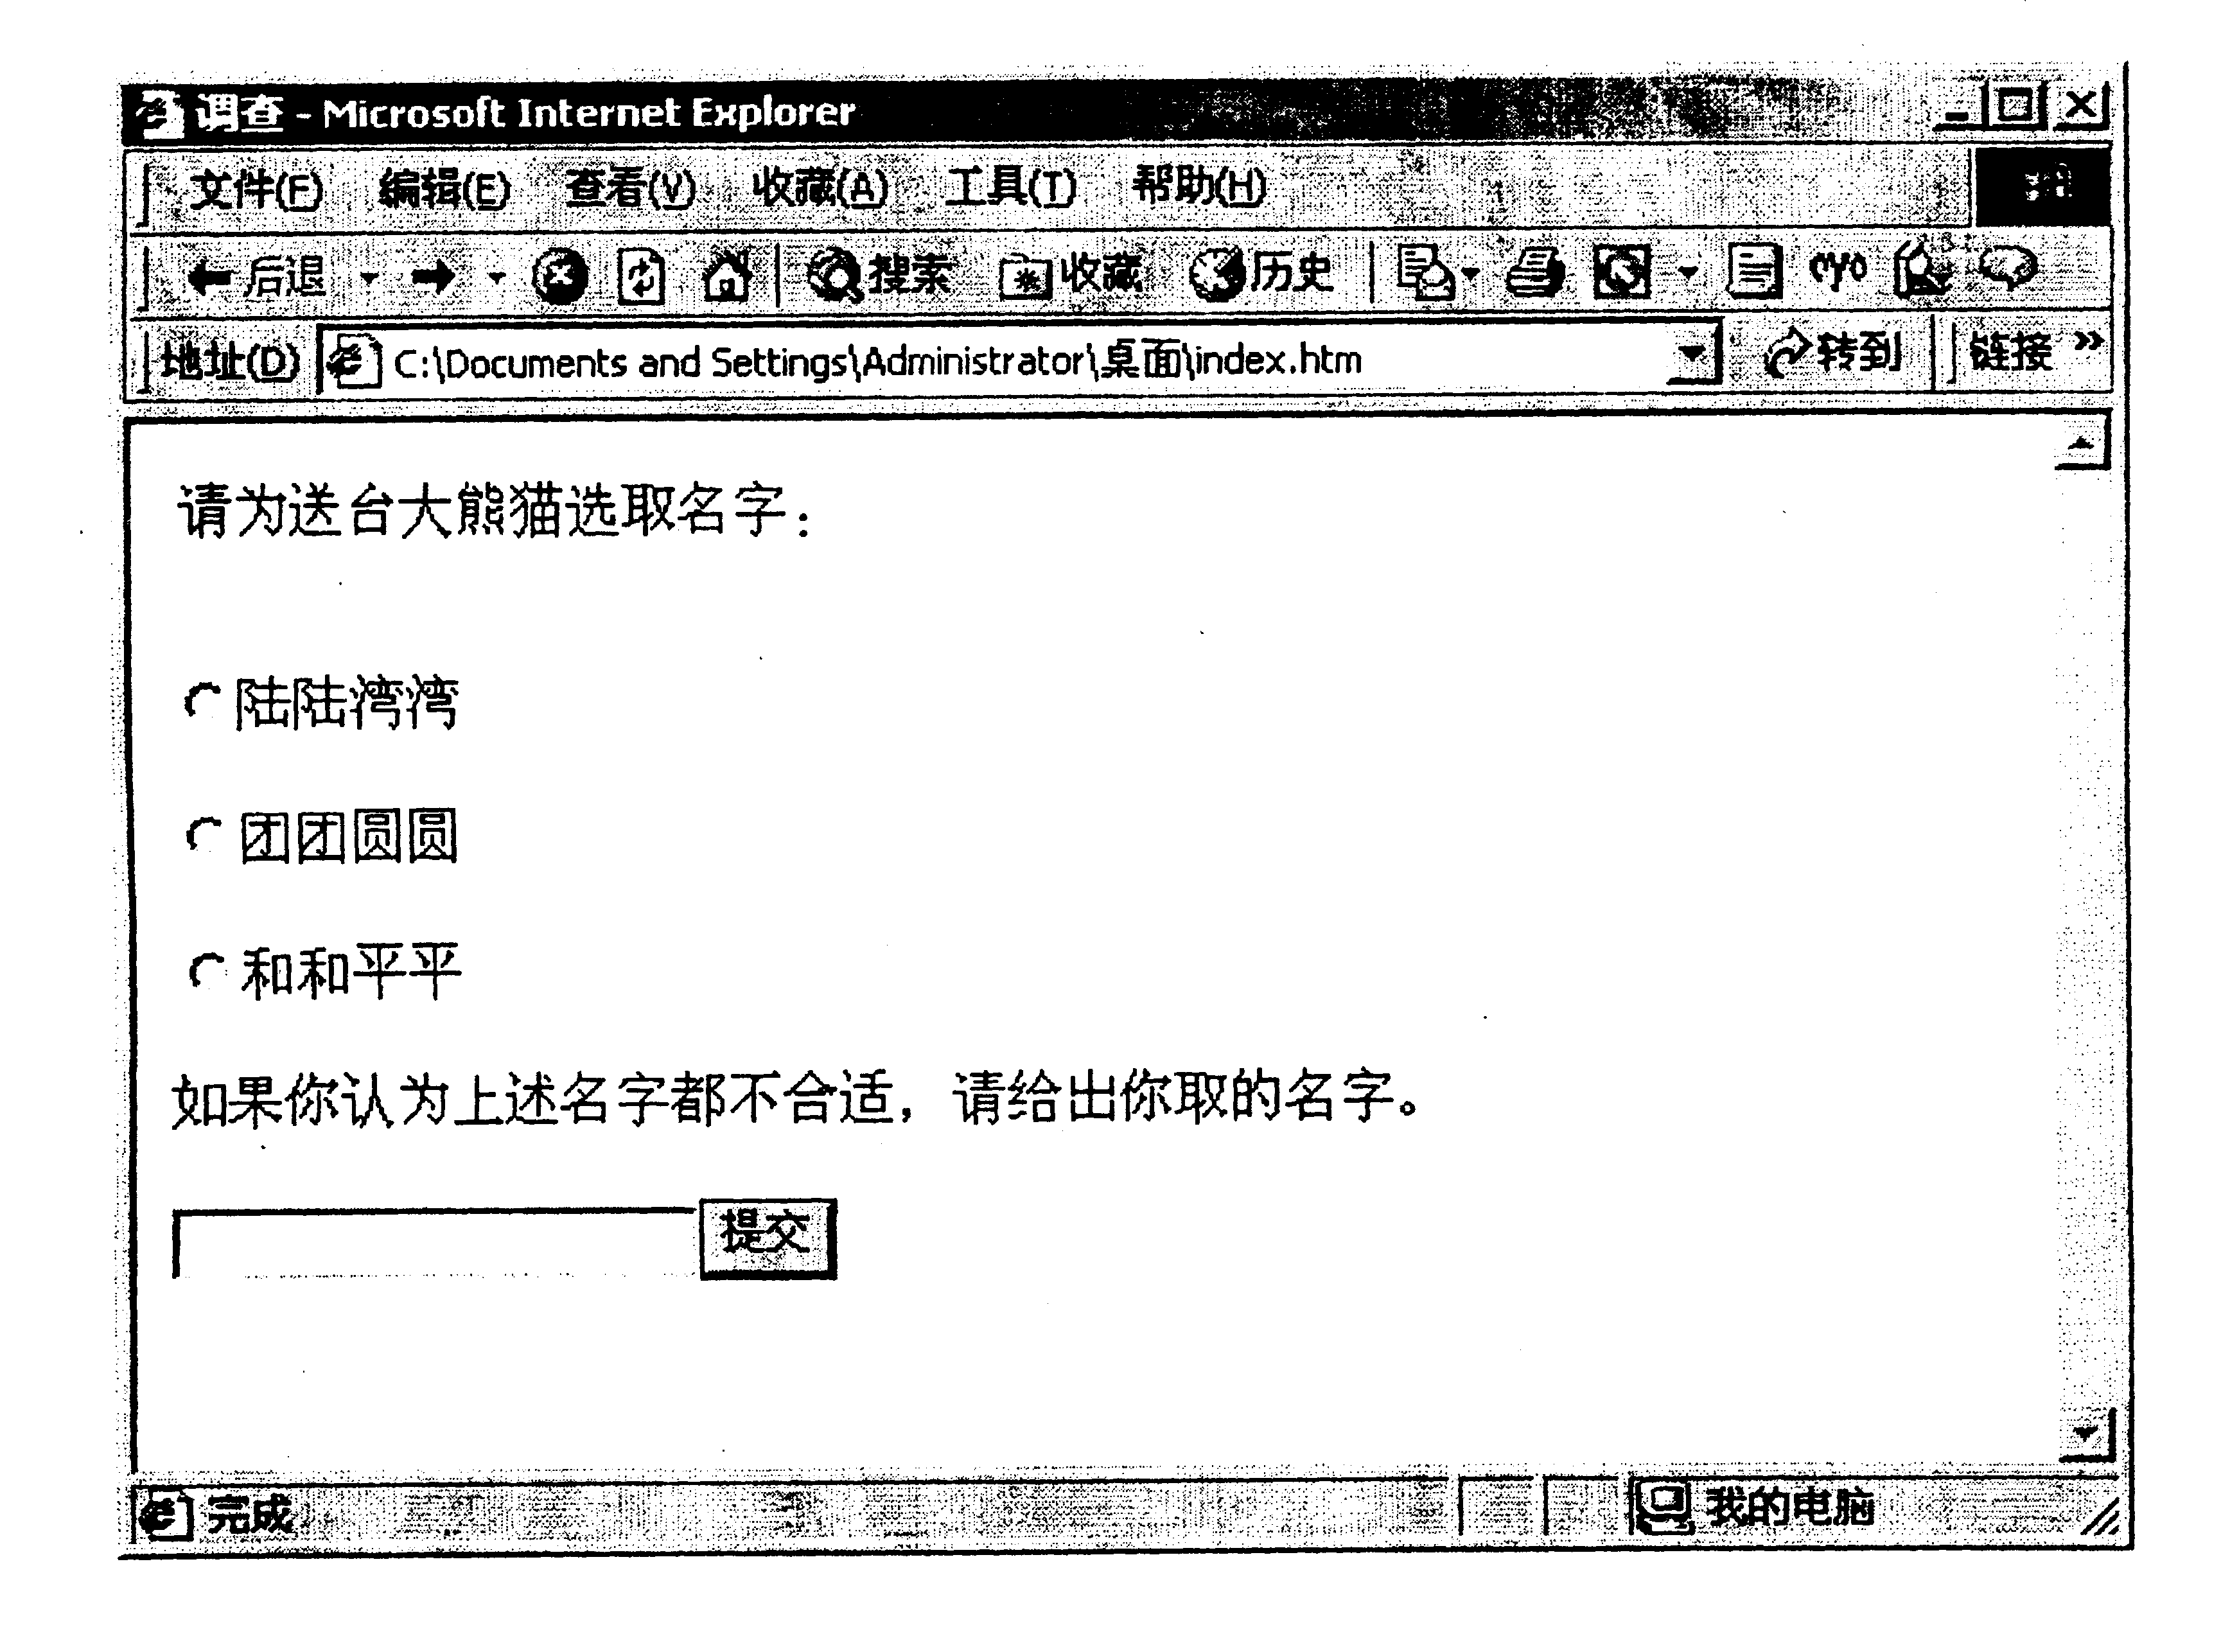 调查 - Microsoft Internet Explorer
文件(F) 编辑(E) 查看(V) 收藏(A) 工具(T) 帮助(H)
后退 搜索 收藏 历史
地址(D) C:\Documents and Settings\Administrator\桌面\index.htm 转到 链接 »
请为送台大熊猫选取名字：
陆陆湾湾
团团圆圆
和和平平
如果你认为上述名字都不合适，请给出你取的名字。
提交
完成 我的电脑